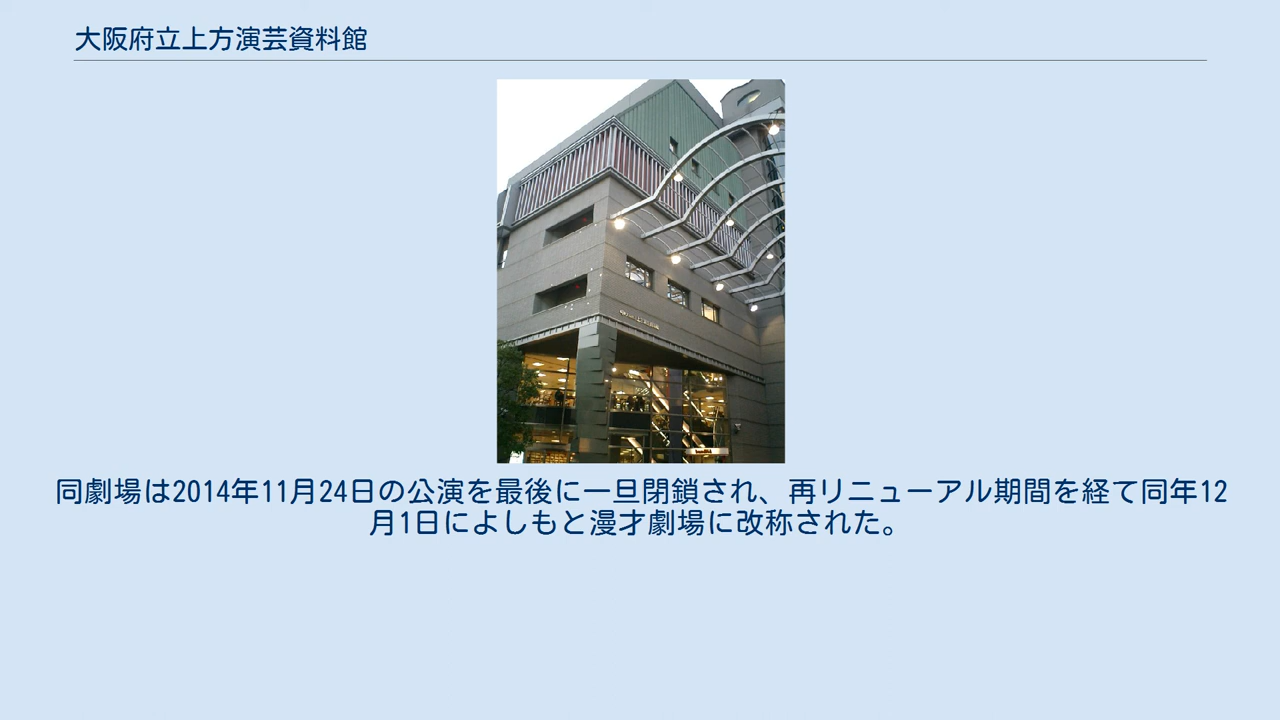 大阪府立上方演芸資料館
同劇場は2014年11月24日の公演を最後に一旦閉鎖され、再リニューアル期間を経て同年12
月1日によしもと漫才劇場に改称された。